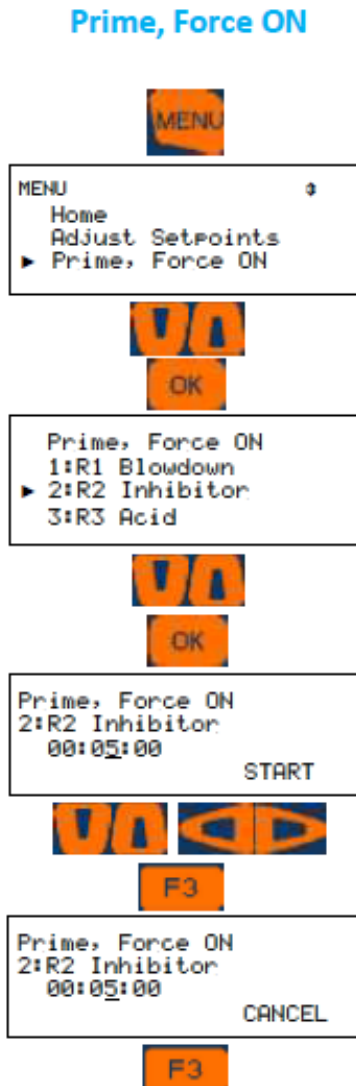 Prime, Force ON
MENU
MENU
Home
Adjust Setpoints
► Prime, Force ON
OK
Prime, Force ON
1:R1 Blowdown
► 2:R2 Inhibitor
3:R3 Acid
OK
Prime, Force ON
2:R2 Inhibitor
00:05:00
START
F3
Prime, Force ON
2:R2 Inhibitor
00:05:00
CANCEL
F3